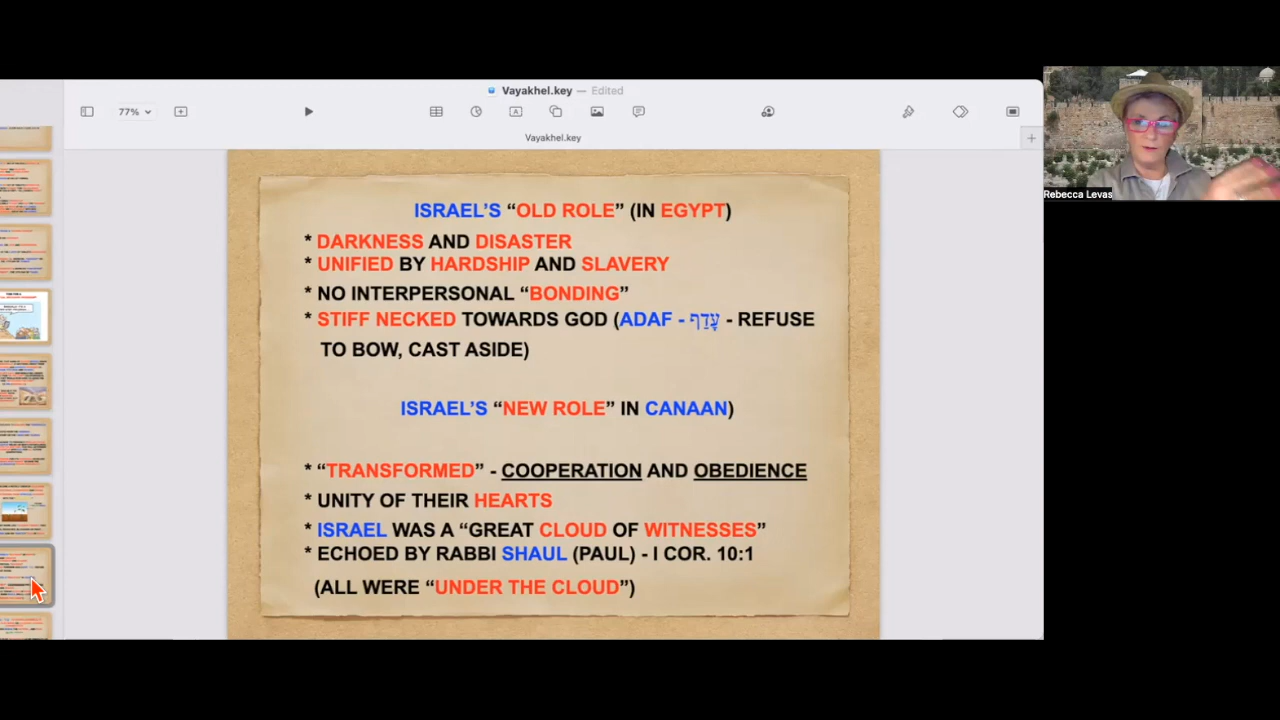 Vayakhel.key — Edited
77%
Vayakhel.key
Rebecca Levas
ISRAEL'S “OLD ROLE” (IN EGYPT)
* DARKNESS AND DISASTER
* UNIFIED BY HARDSHIP AND SLAVERY
* NO INTERPERSONAL “BONDING”
* STIFF NECKED TOWARDS GOD (ADAF - עָדַף - REFUSE
TO BOW, CAST ASIDE)
ISRAEL'S “NEW ROLE” IN CANAAN)
* “TRANSFORMED” - COOPERATION AND OBEDIENCE
* UNITY OF THEIR HEARTS
* ISRAEL WAS A “GREAT CLOUD OF WITNESSES”
* ECHOED BY RABBI SHAUL (PAUL) - I COR. 10:1
(ALL WERE “UNDER THE CLOUD”)